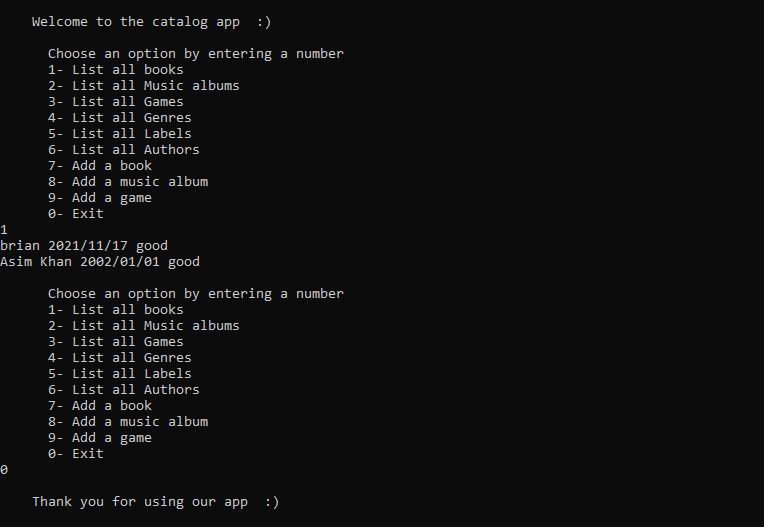 Welcome to the catalog app  :)
Choose an option by entering a number
1- List all books
2- List all Music albums
3- List all Games
4- List all Genres
5- List all Labels
6- List all Authors
7- Add a book
8- Add a music album
9- Add a game
0- Exit
1
brian 2021/11/17 good
Asim Khan 2002/01/01 good
Choose an option by entering a number
1- List all books
2- List all Music albums
3- List all Games
4- List all Genres
5- List all Labels
6- List all Authors
7- Add a book
8- Add a music album
9- Add a game
0- Exit
0
Thank you for using our app  :)